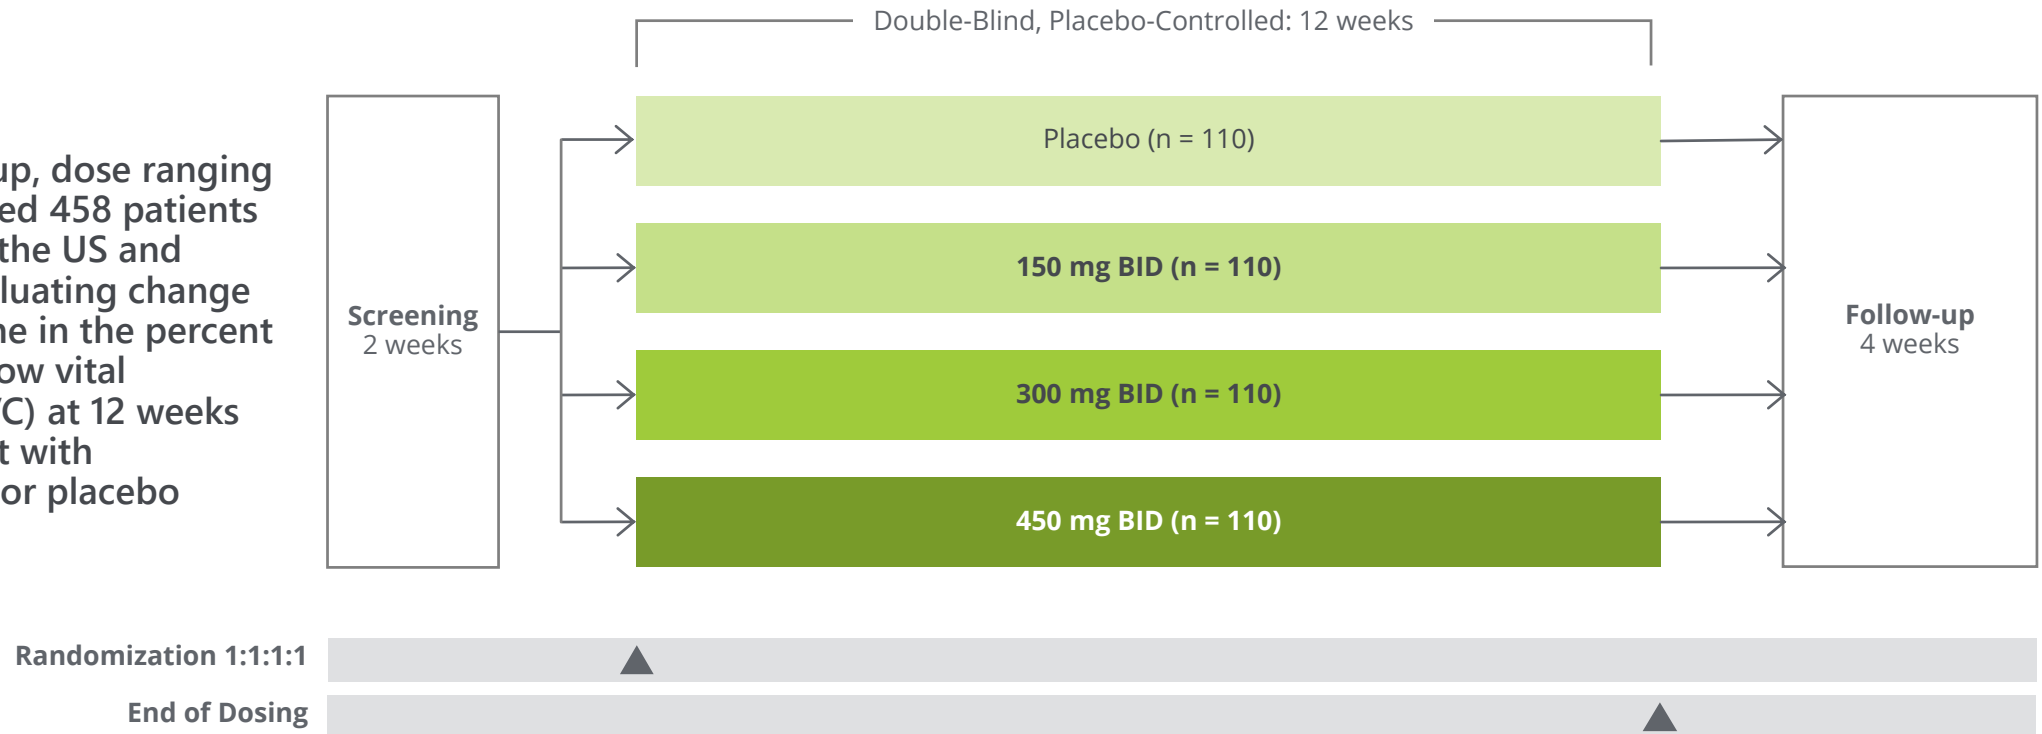 Double-Blind, Placebo-Controlled: 12 weeks
up, dose ranging
ed 458 patients
the US and
luating change
ne in the percent
ow vital
VC) at 12 weeks
t with
or placebo
Screening
2 weeks
Placebo (n = 110)
150 mg BID (n = 110)
300 mg BID (n = 110)
450 mg BID (n = 110)
Follow-up
4 weeks
Randomization 1:1:1:1
End of Dosing